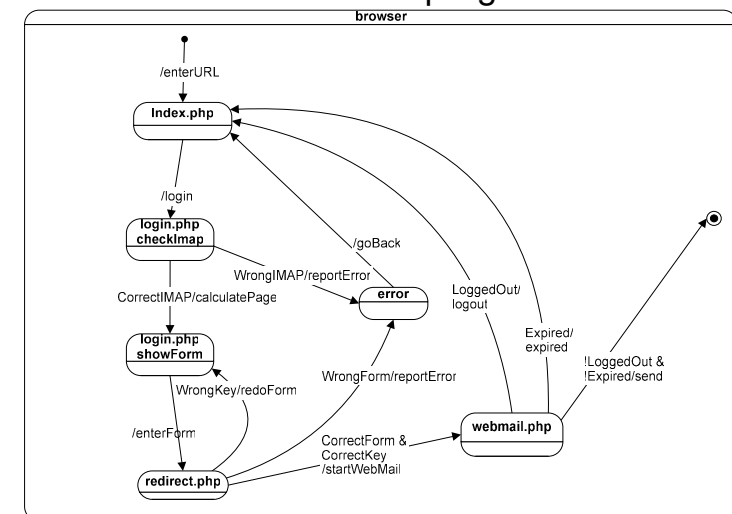 browser
/enterURL
Index.php
/login
login.php
checkImap
/goBack
WrongIMAP/reportError
CorrectIMAP/calculatePage
error
LoggedOut/
logout
Expired/
expired
login.php
showForm
!LoggedOut &
!Expired/send
WrongKey/redoForm
WrongForm/reportError
/enterForm
webmail.php
CorrectForm &
CorrectKey
/startWebMail
redirect.php